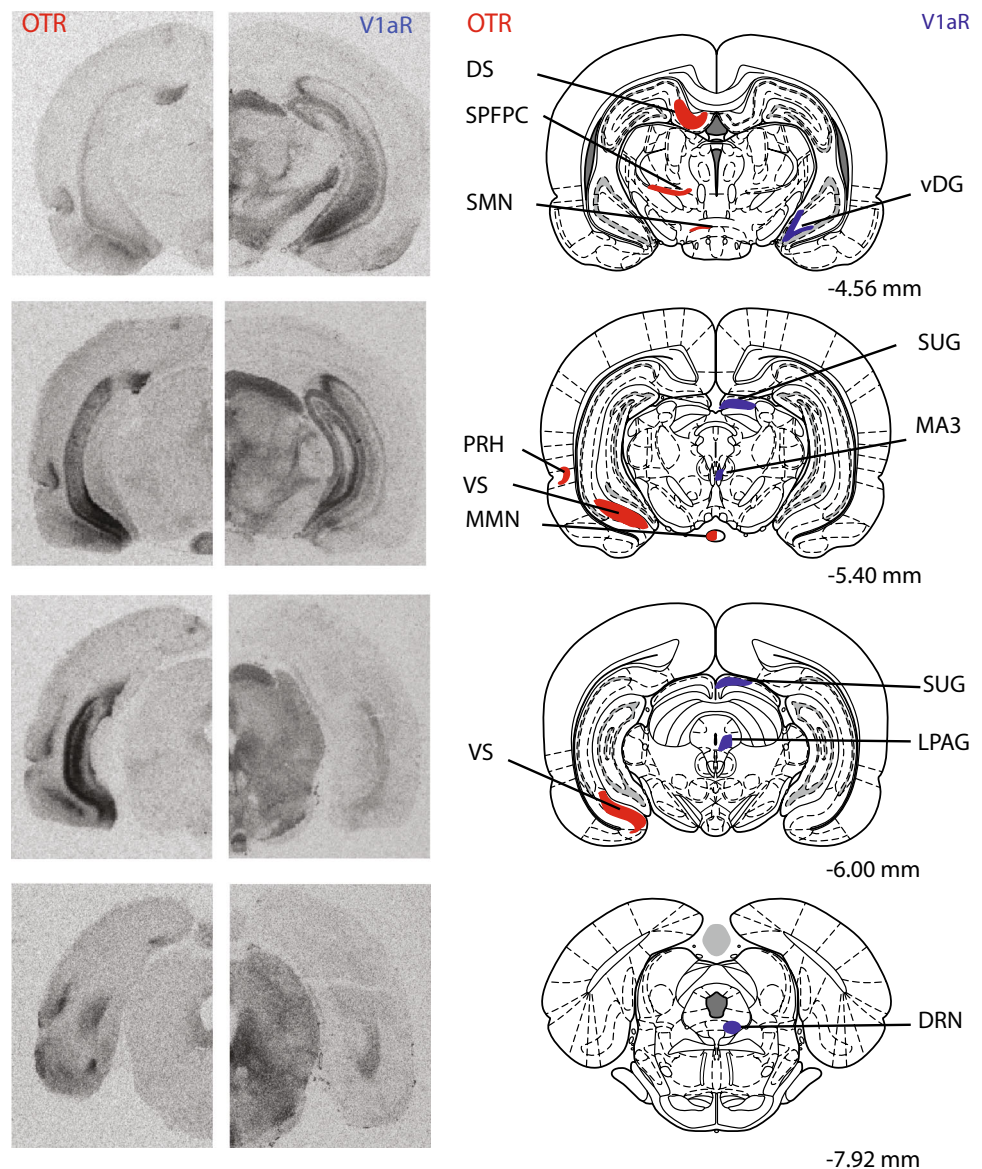 OTR V1aR OTR V1aR
DS
SPFPC
SMN
vDG
-4.56 mm
SUG
MA3
PRH
VS
MMN
-5.40 mm
SUG
LPAG
VS
-6.00 mm
DRN
-7.92 mm